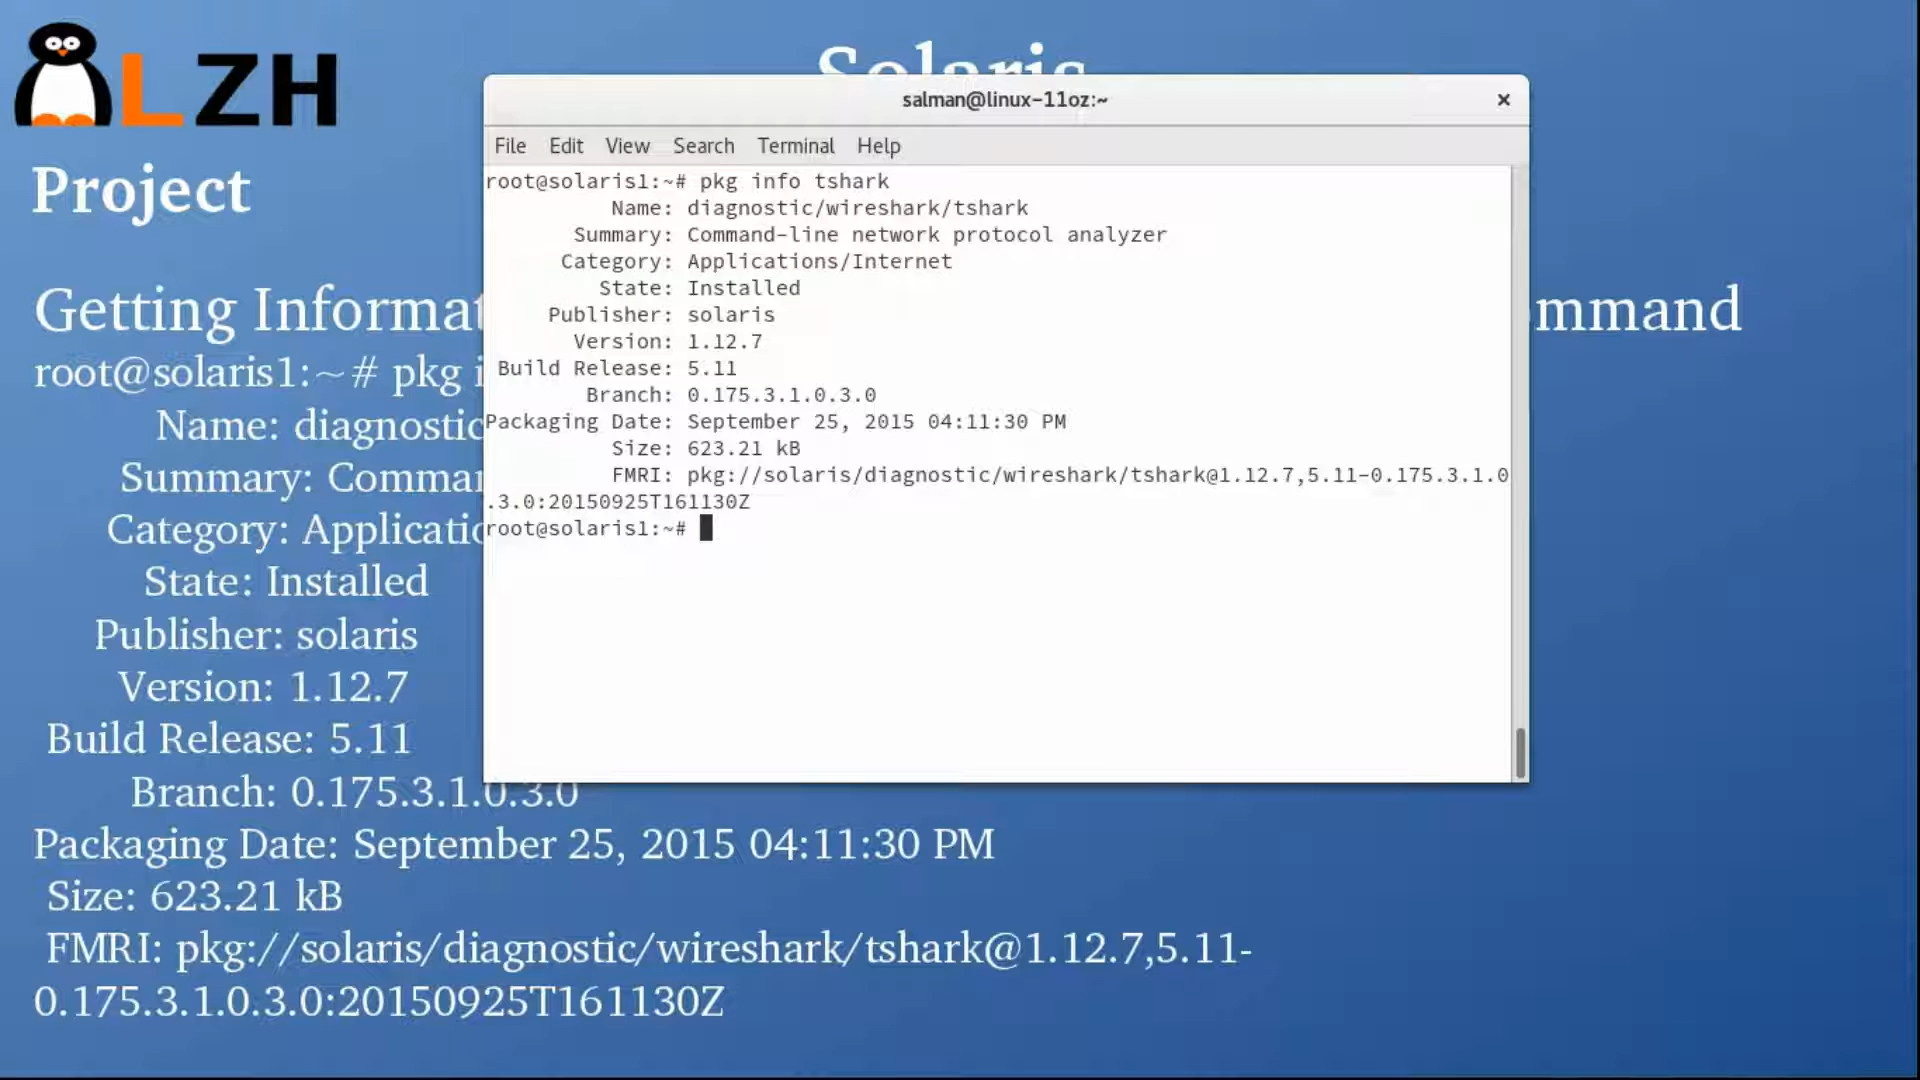 LZH
Solaris
Project
Getting Informat
mmand
root@solaris1:~# pkg i
Name: diagnostic
Summary: Comma
Category: Applicatio
State: Installed
Publisher: solaris
Version: 1.12.7
Build Release: 5.11
Branch: 0.175.3.1.0.3.0
Packaging Date: September 25, 2015 04:11:30 PM
Size: 623.21 kB
FMRI: pkg://solaris/diagnostic/wireshark/tshark@1.12.7,5.11-
0.175.3.1.0.3.0:20150925T161130Z
salman@linux-11oz:~
File Edit View Search Terminal Help
root@solaris1:~# pkg info tshark
Name: diagnostic/wireshark/tshark
Summary: Command-line network protocol analyzer
Category: Applications/Internet
State: Installed
Publisher: solaris
Version: 1.12.7
Build Release: 5.11
Branch: 0.175.3.1.0.3.0
Packaging Date: September 25, 2015 04:11:30 PM
Size: 623.21 kB
FMRI: pkg://solaris/diagnostic/wireshark/tshark@1.12.7,5.11-0.175.3.1.0
.3.0:20150925T161130Z
root@solaris1:~#